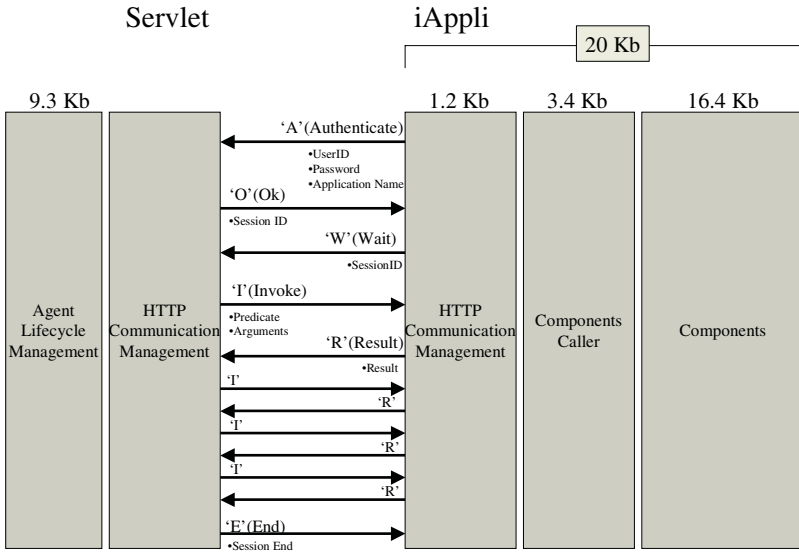 Servlet
iAppli
20 Kb
9.3 Kb
1.2 Kb
3.4 Kb
16.4 Kb
‘A’(Authenticate)
•UserID
•Password
•Application Name
‘O’(Ok)
•Session ID
‘W’(Wait)
•SessionID
‘I’(Invoke)
•Predicate
•Arguments
‘R’(Result)
•Result
‘I’
‘R’
‘I’
‘R’
‘I’
‘R’
‘E’(End)
•Session End
Agent
Lifecycle
Management
HTTP
Communication
Management
HTTP
Communication
Management
Components
Caller
Components